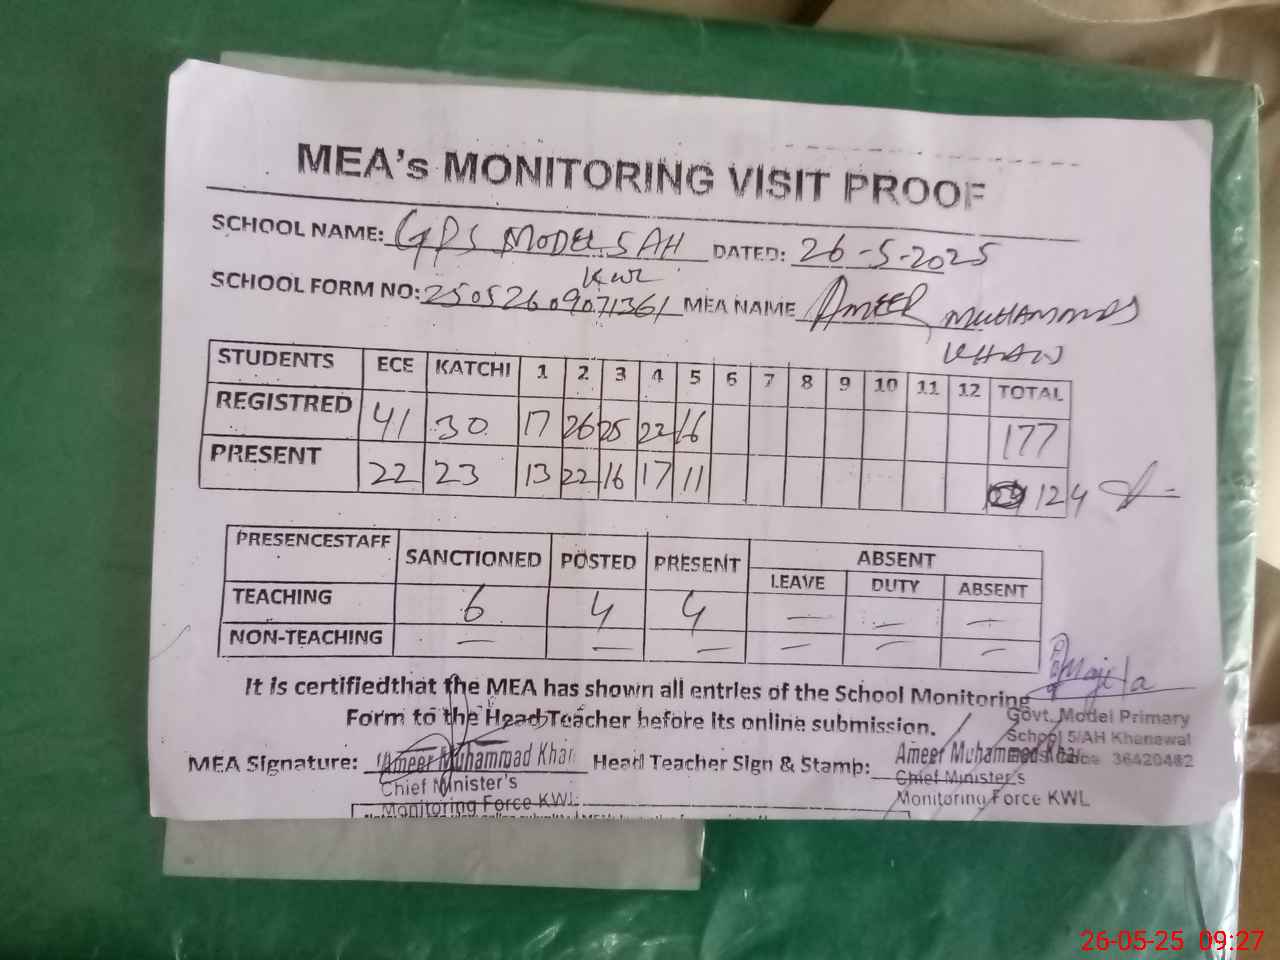 MEA's MONITORING VISIT PROOF
SCHOOL NAME: GPS MODEL 5 AH KWL DATED: 26-5-2025
SCHOOL FORM NO: 25052609071361 MEA NAME AMEER MUHAMMAD KHAN
STUDENTS ECE KATCHI 1 2 3 4 5 6 7 8 9 10 11 12 TOTAL
REGISTRED 41 30 17 26 25 22 16 177
PRESENT 22 23 13 22 16 17 11 124
PRESENCESTAFF SANCTIONED POSTED PRESENT ABSENT
LEAVE DUTY ABSENT
TEACHING 6 4 4 — — —
NON-TEACHING — — — — — —
It is certifiedthat the MEA has shown all entries of the School Monitoring
Form to the Head Teacher before its online submission.
Govt. Model Primary
School 5/AH Khanewal
36420482
MEA Signature: Ameer Muhammad Khan Head Teacher Sign & Stamp: Ameer Muhammad Khan
Chief Minister's Chief Minister's
Monitoring Force KWL Monitoring Force KWL
26-05-25 09:27